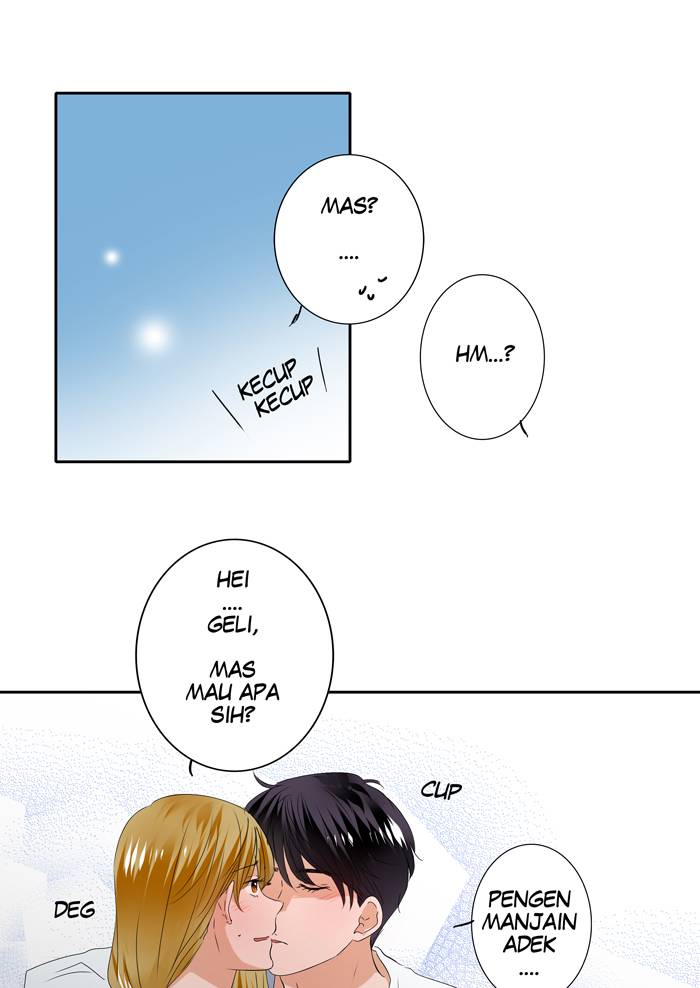 MAS?
....
HM...?
KECUP
KECUP
HEI
....
GELI,
MAS
MAU APA
SIH?
CUP
DEG
PENGEN
MANJAIN
ADEK
....